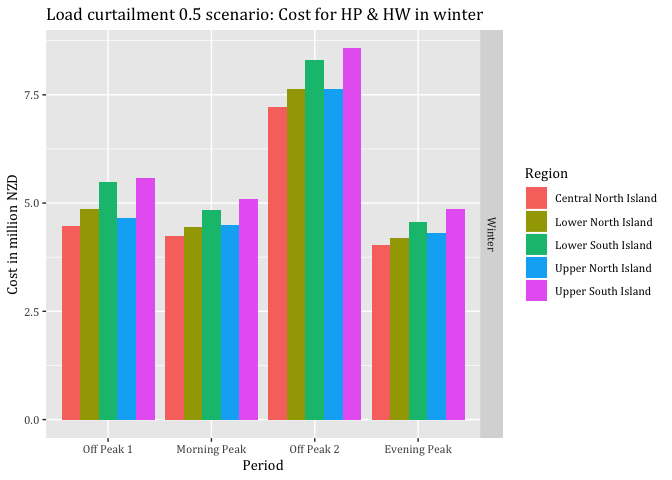 Load curtailment 0.5 scenario: Cost for HP & HW in winter
Cost in million NZD
7.5
5.0
2.5
0.0
Off Peak 1
Morning Peak
Off Peak 2
Evening Peak
Period
Winter
Region
Central North Island
Lower North Island
Lower South Island
Upper North Island
Upper South Island